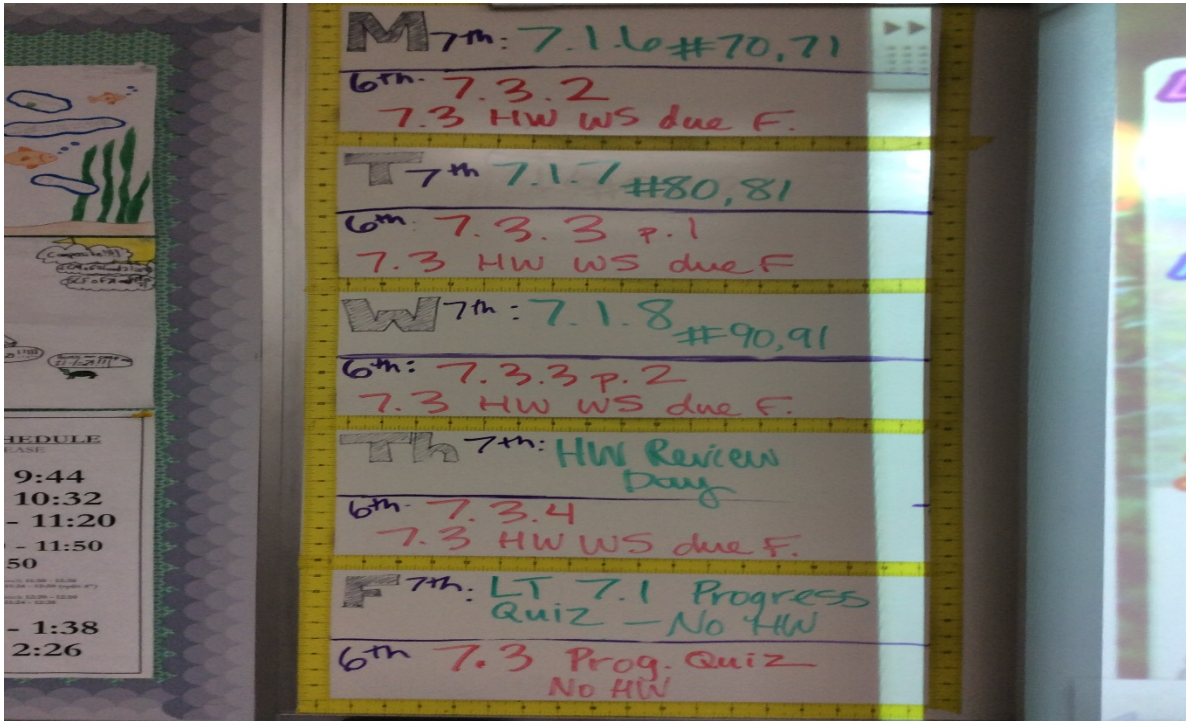 M 7th: 7.1.6 #70,71
6th. 7.3.2
7.3 HW WS due F.
T 7th 7.1.7 #80,81
6th: 7.3.3 p.1
7.3 HW WS due F
W 7th: 7.1.8 #90,91
6th: 7.3.3 p.2
7.3 HW WS due F.
Th 7th: HW Review
Day
6th. 7.3.4
7.3 HW WS due F.
F 7th: LT 7.1 Progress
Quiz – No HW
6th 7.3 Prog. Quiz
No HW
HEDULE
EASE
9:44
10:32
- 11:20
- 11:50
50
- 1:38
2:26